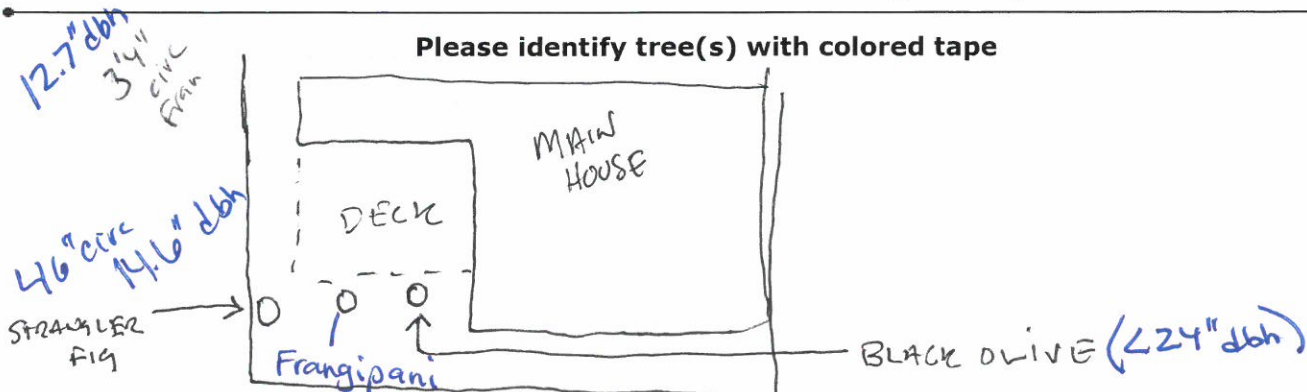 Please identify tree(s) with colored tape
12.7" dbh
3'4"
circ
Fran
MAIN
HOUSE
DECK
46" circ
14.6" dbh
STRANGLER
FIG
Frangipani
BLACK OLIVE (<24" dbh)